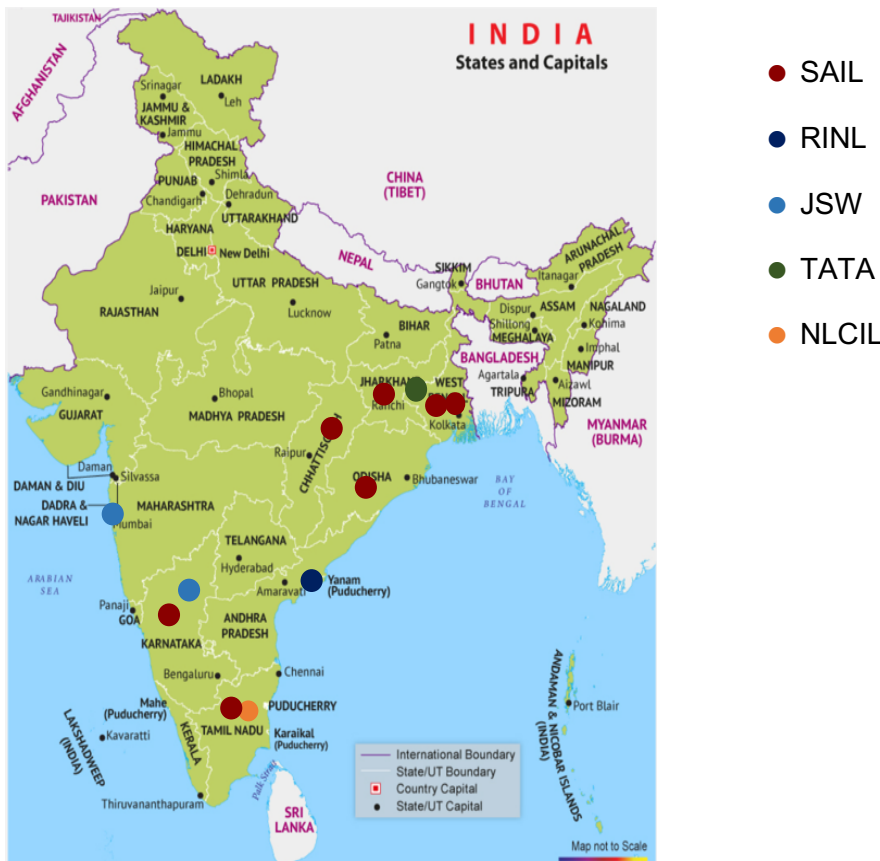 INDIA
States and Capitals
TAJIKISTAN
AFGHANISTAN
PAKISTAN
CHINA
(TIBET)
NEPAL
BHUTAN
BANGLADESH
MYANMAR
(BURMA)
SRI
LANKA
LADAKH
Srinagar
Leh
JAMMU &
KASHMIR
Jammu
HIMACHAL
PRADESH
Shimla
PUNJAB
Chandigarh
Dehradun
UTTARAKHAND
HARYANA
DELHI
New Delhi
UTTAR PRADESH
Lucknow
Jaipur
RAJASTHAN
SIKKIM
Gangtok
ARUNACHAL
PRADESH
Itanagar
ASSAM
Dispur
NAGALAND
Kohima
Shillong
MEGHALAYA
Imphal
MANIPUR
Agartala
TRIPURA
Aizawl
MIZORAM
BIHAR
Patna
JHARKHAN
Ranchi
WEST
Kolkata
Gandhinagar
GUJARAT
Bhopal
MADHYA PRADESH
Raipur
ODISHA
Bhubaneswar
Daman
Silvassa
DAMAN & DIU
DADRA &
NAGAR HAVELI
MAHARASHTRA
Mumbai
BAY
OF
BENGAL
TELANGANA
Hyderabad
ARABIAN
SEA
Amaravati
Yanam
(Puducherry)
Panaji
GOA
KARNATAKA
ANDHRA
PRADESH
Bengaluru
Chennai
Mahe
(Puducherry)
PUDUCHERRY
TAMIL NADU
KERALA
Karaikal
(Puducherry)
LAKSHADWEEP
(INDIA)
Kavaratti
Thiruvananthapuram
ANDAMAN & NICOBAR ISLANDS
(INDIA)
Port Blair
International Boundary
State/UT Boundary
Country Capital
State/UT Capital
Map not to Scale
SAIL
RINL
JSW
TATA
NLCIL